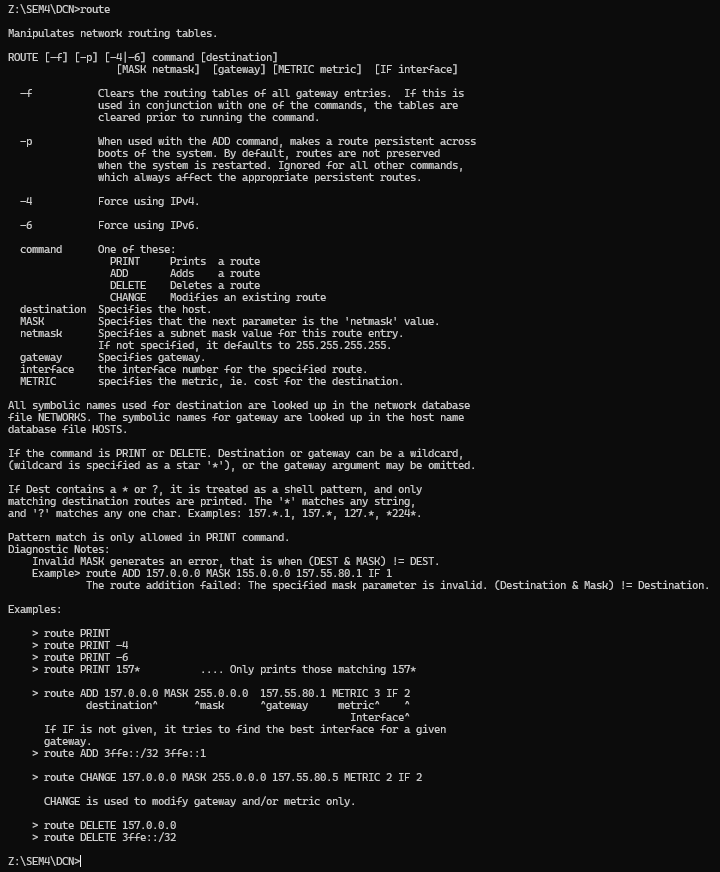 Z:\SEM4\DCN>route
Manipulates network routing tables.
ROUTE [-f] [-p] [-4|-6] command [destination]
                  [MASK netmask]  [gateway] [METRIC metric]  [IF interface]
  -f           Clears the routing tables of all gateway entries.  If this is
               used in conjunction with one of the commands, the tables are
               cleared prior to running the command.
  -p           When used with the ADD command, makes a route persistent across
               boots of the system. By default, routes are not preserved
               when the system is restarted. Ignored for all other commands,
               which always affect the appropriate persistent routes.
  -4           Force using IPv4.
  -6           Force using IPv6.
  command      One of these:
                 PRINT     Prints  a route
                 ADD       Adds    a route
                 DELETE    Deletes a route
                 CHANGE    Modifies an existing route
  destination  Specifies the host.
  MASK         Specifies that the next parameter is the 'netmask' value.
  netmask      Specifies a subnet mask value for this route entry.
               If not specified, it defaults to 255.255.255.255.
  gateway      Specifies gateway.
  interface    the interface number for the specified route.
  METRIC       specifies the metric, ie. cost for the destination.
All symbolic names used for destination are looked up in the network database
file NETWORKS. The symbolic names for gateway are looked up in the host name
database file HOSTS.
If the command is PRINT or DELETE. Destination or gateway can be a wildcard,
(wildcard is specified as a star '*'), or the gateway argument may be omitted.
If Dest contains a * or ?, it is treated as a shell pattern, and only
matching destination routes are printed. The '*' matches any string,
and '?' matches any one char. Examples: 157.*.1, 157.*, 127.*, *224*.
Pattern match is only allowed in PRINT command.
Diagnostic Notes:
    Invalid MASK generates an error, that is when (DEST & MASK) != DEST.
    Example> route ADD 157.0.0.0 MASK 155.0.0.0 157.55.80.1 IF 1
             The route addition failed: The specified mask parameter is invalid. (Destination & Mask) != Destination.
Examples:
    > route PRINT
    > route PRINT -4
    > route PRINT -6
    > route PRINT 157*          .... Only prints those matching 157*
    > route ADD 157.0.0.0 MASK 255.0.0.0  157.55.80.1 METRIC 3 IF 2
             destination^      ^mask      ^gateway     metric^    ^
                                                         Interface^
      If IF is not given, it tries to find the best interface for a given
      gateway.
    > route ADD 3ffe::/32 3ffe::1
    > route CHANGE 157.0.0.0 MASK 255.0.0.0 157.55.80.5 METRIC 2 IF 2
      CHANGE is used to modify gateway and/or metric only.
    > route DELETE 157.0.0.0
    > route DELETE 3ffe::/32
Z:\SEM4\DCN>